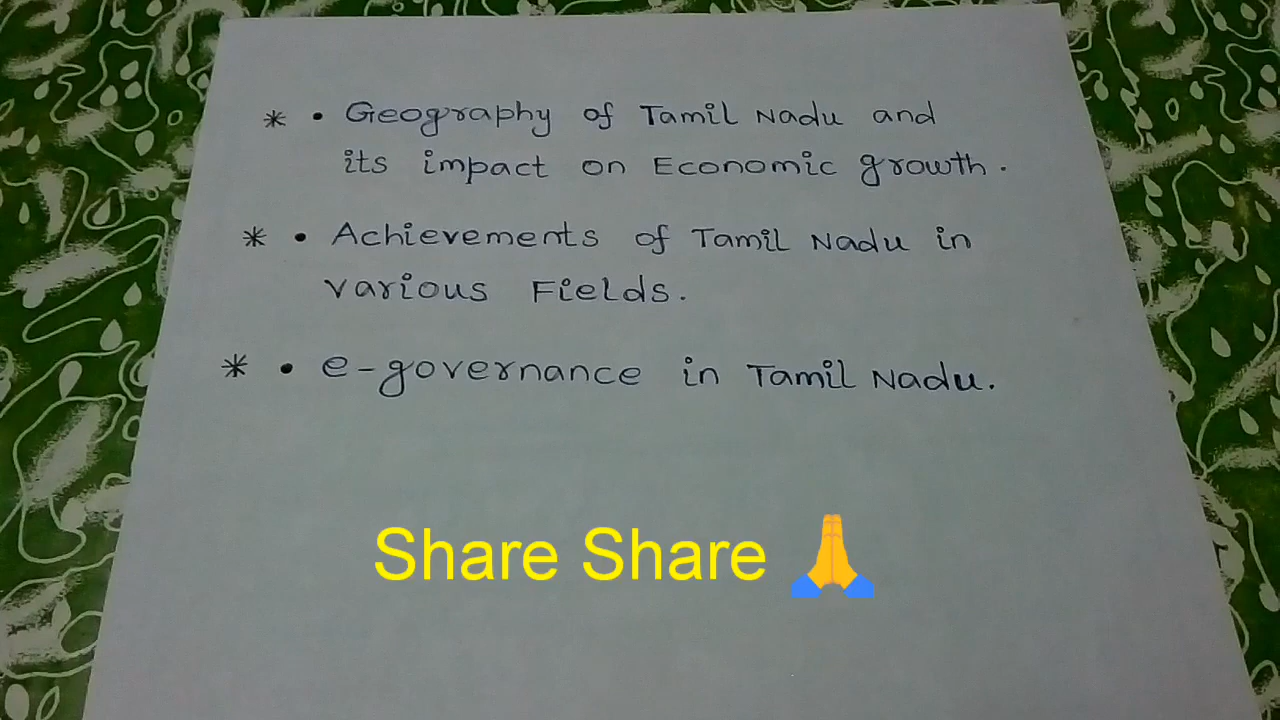 * • Geography of Tamil Nadu and
its impact on Economic growth.
* • Achievements of Tamil Nadu in
various Fields.
* • e-governance in Tamil Nadu.
Share Share 🙏